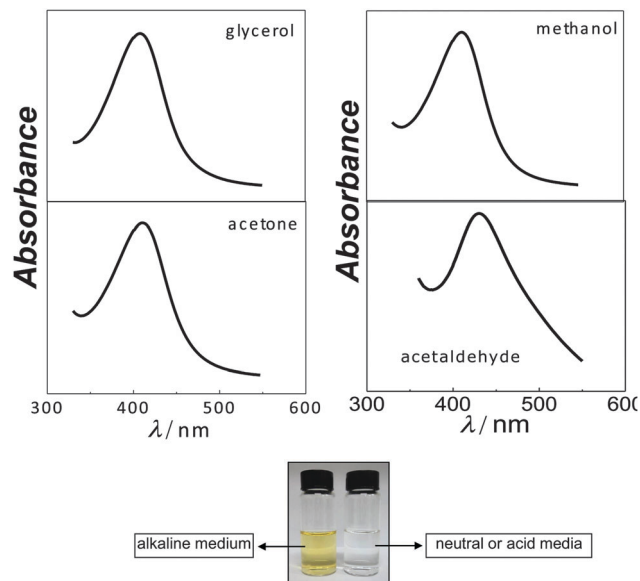 glycerol
Absorbance
methanol
Absorbance
acetone
acetaldehyde
300 400 500 600
λ / nm
300 400 500 600
λ / nm
alkaline medium
neutral or acid media